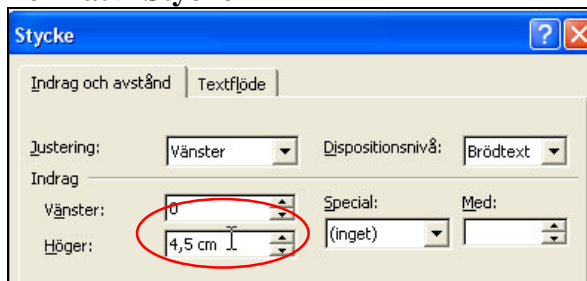 Stycke
Indrag och avstånd Textflöde
Justering: Vänster Dispositionsnivå: Brödtext
Indrag
Vänster: 0 Special: Med:
Höger: 4,5 cm (inget)